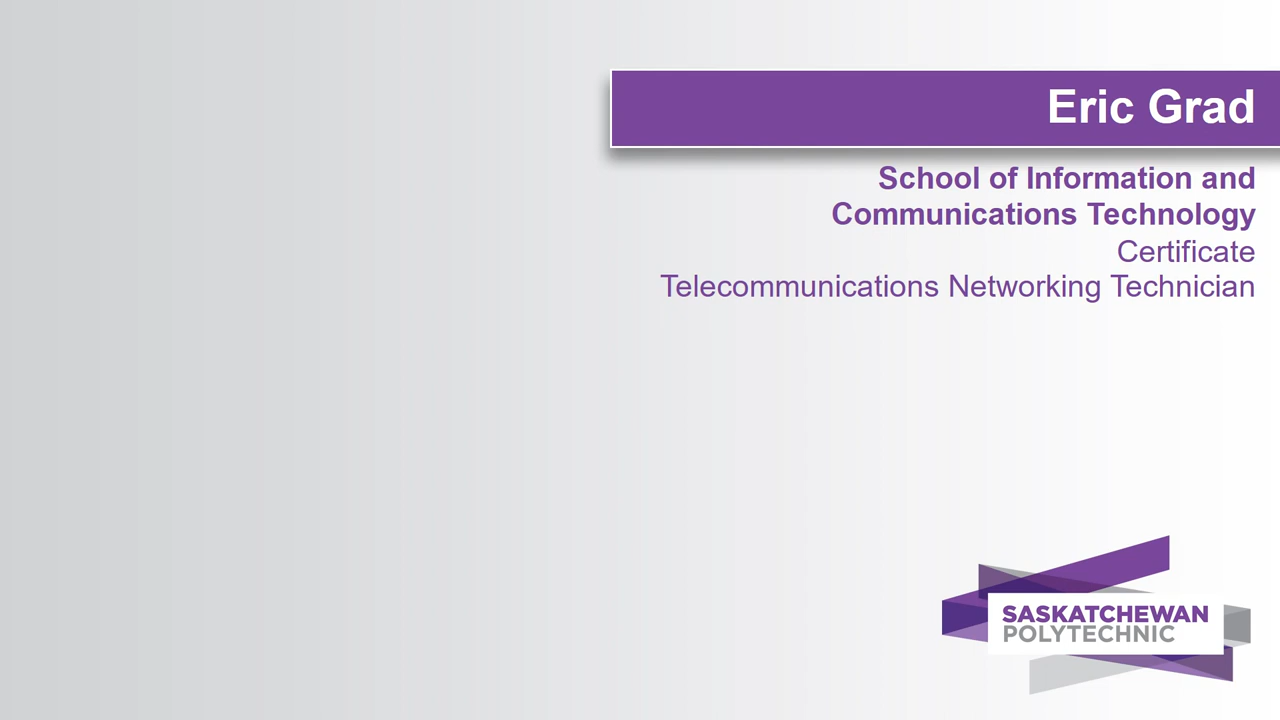 Eric Grad
School of Information and
Communications Technology
Certificate
Telecommunications Networking Technician
SASKATCHEWAN
POLYTECHNIC